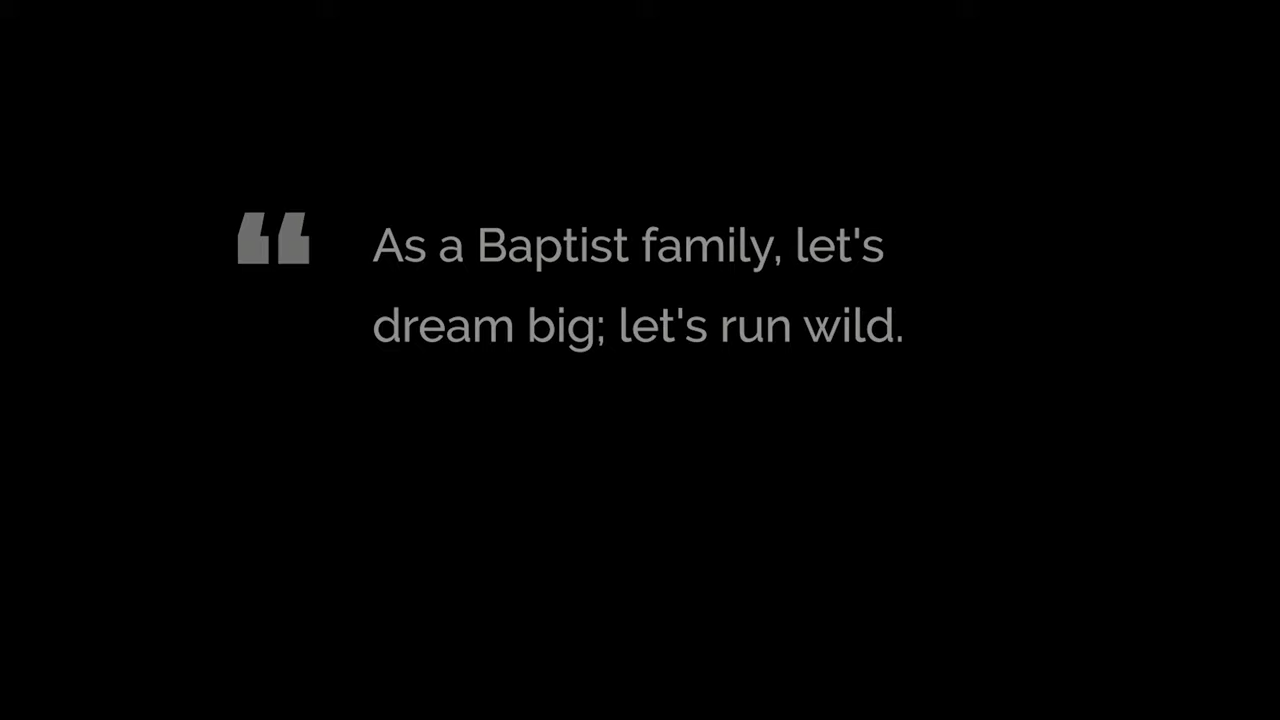 “ As a Baptist family, let's
dream big; let's run wild.